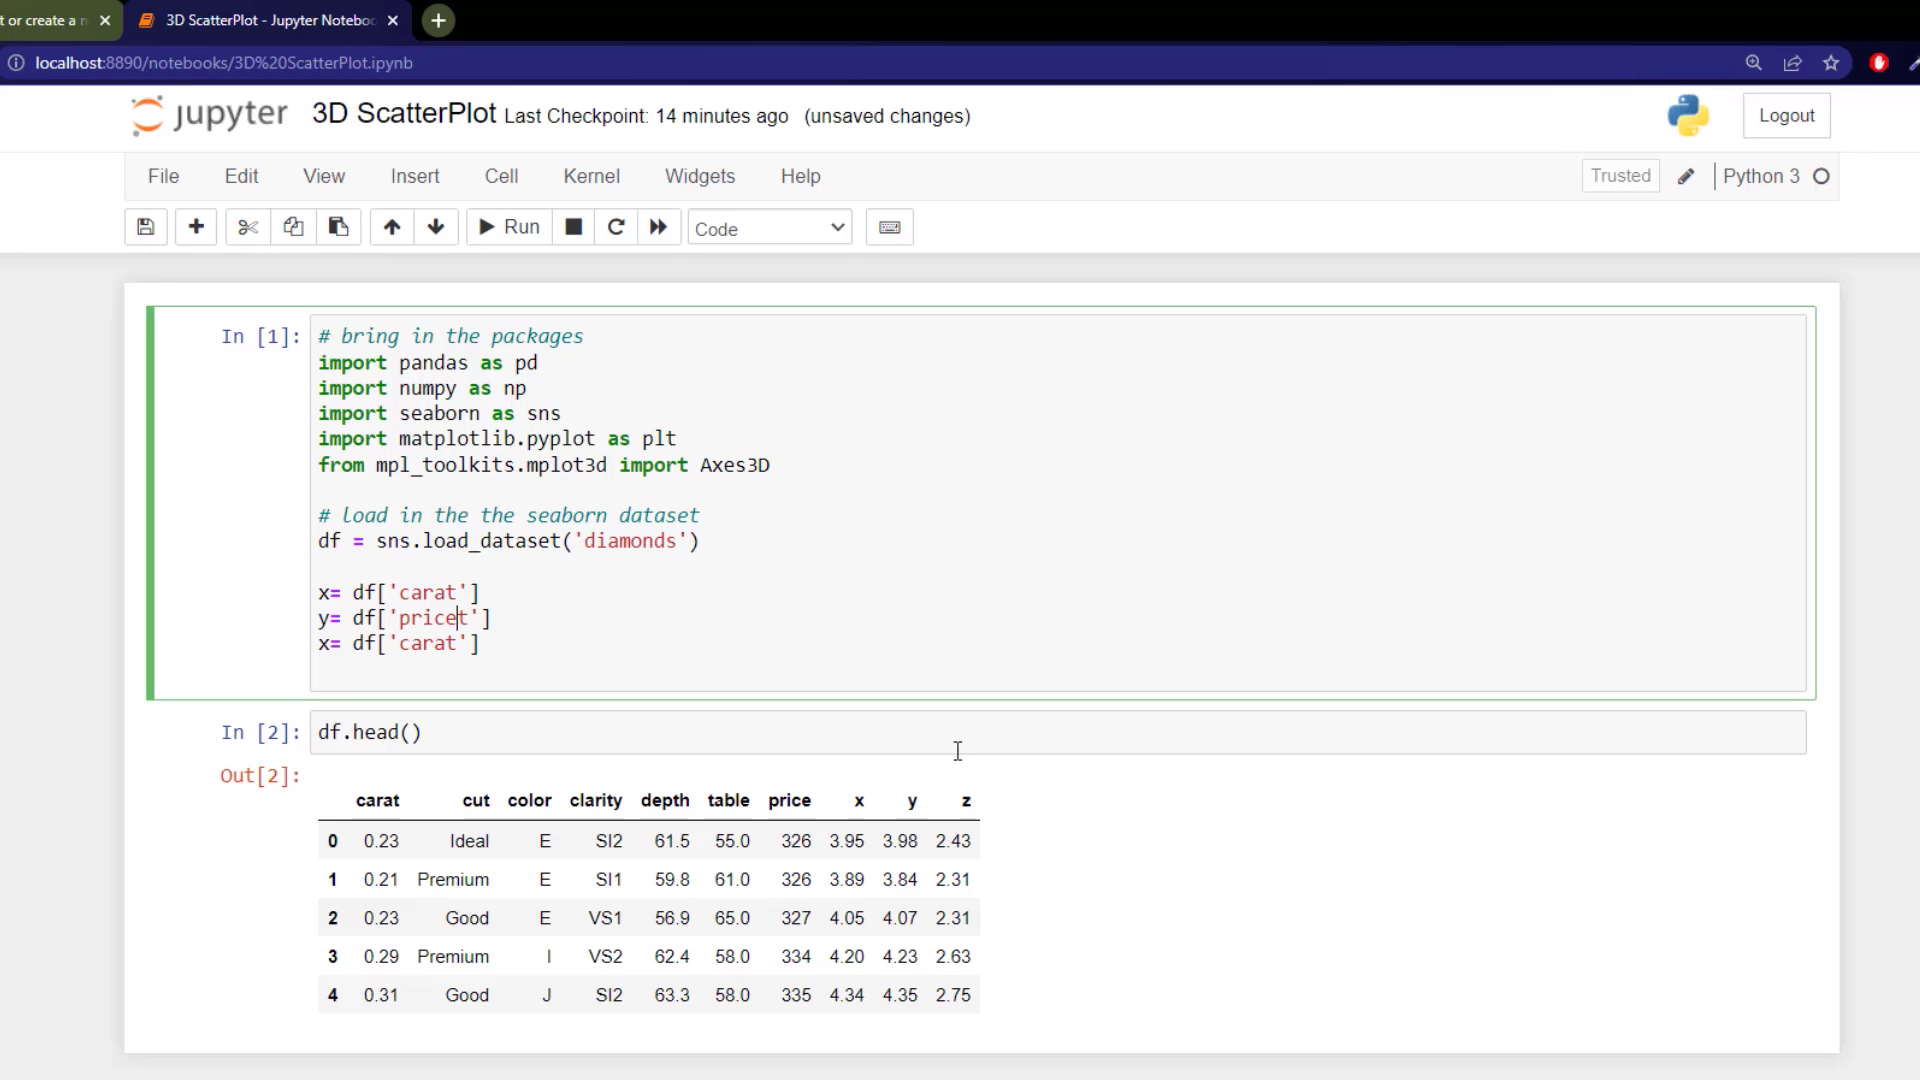 t or create a n
3D ScatterPlot - Jupyter Noteboo
localhost:8890/notebooks/3D%20ScatterPlot.ipynb
jupyter 3D ScatterPlot Last Checkpoint: 14 minutes ago (unsaved changes) Logout
File Edit View Insert Cell Kernel Widgets Help Trusted Python 3
Run Code
In [1]:
# bring in the packages
import pandas as pd
import numpy as np
import seaborn as sns
import matplotlib.pyplot as plt
from mpl_toolkits.mplot3d import Axes3D
# load in the the seaborn dataset
df = sns.load_dataset('diamonds')
x= df['carat']
y= df['pricet']
x= df['carat']
In [2]: df.head()
Out[2]:
carat cut color clarity depth table price x y z
0 0.23 Ideal E SI2 61.5 55.0 326 3.95 3.98 2.43
1 0.21 Premium E SI1 59.8 61.0 326 3.89 3.84 2.31
2 0.23 Good E VS1 56.9 65.0 327 4.05 4.07 2.31
3 0.29 Premium I VS2 62.4 58.0 334 4.20 4.23 2.63
4 0.31 Good J SI2 63.3 58.0 335 4.34 4.35 2.75